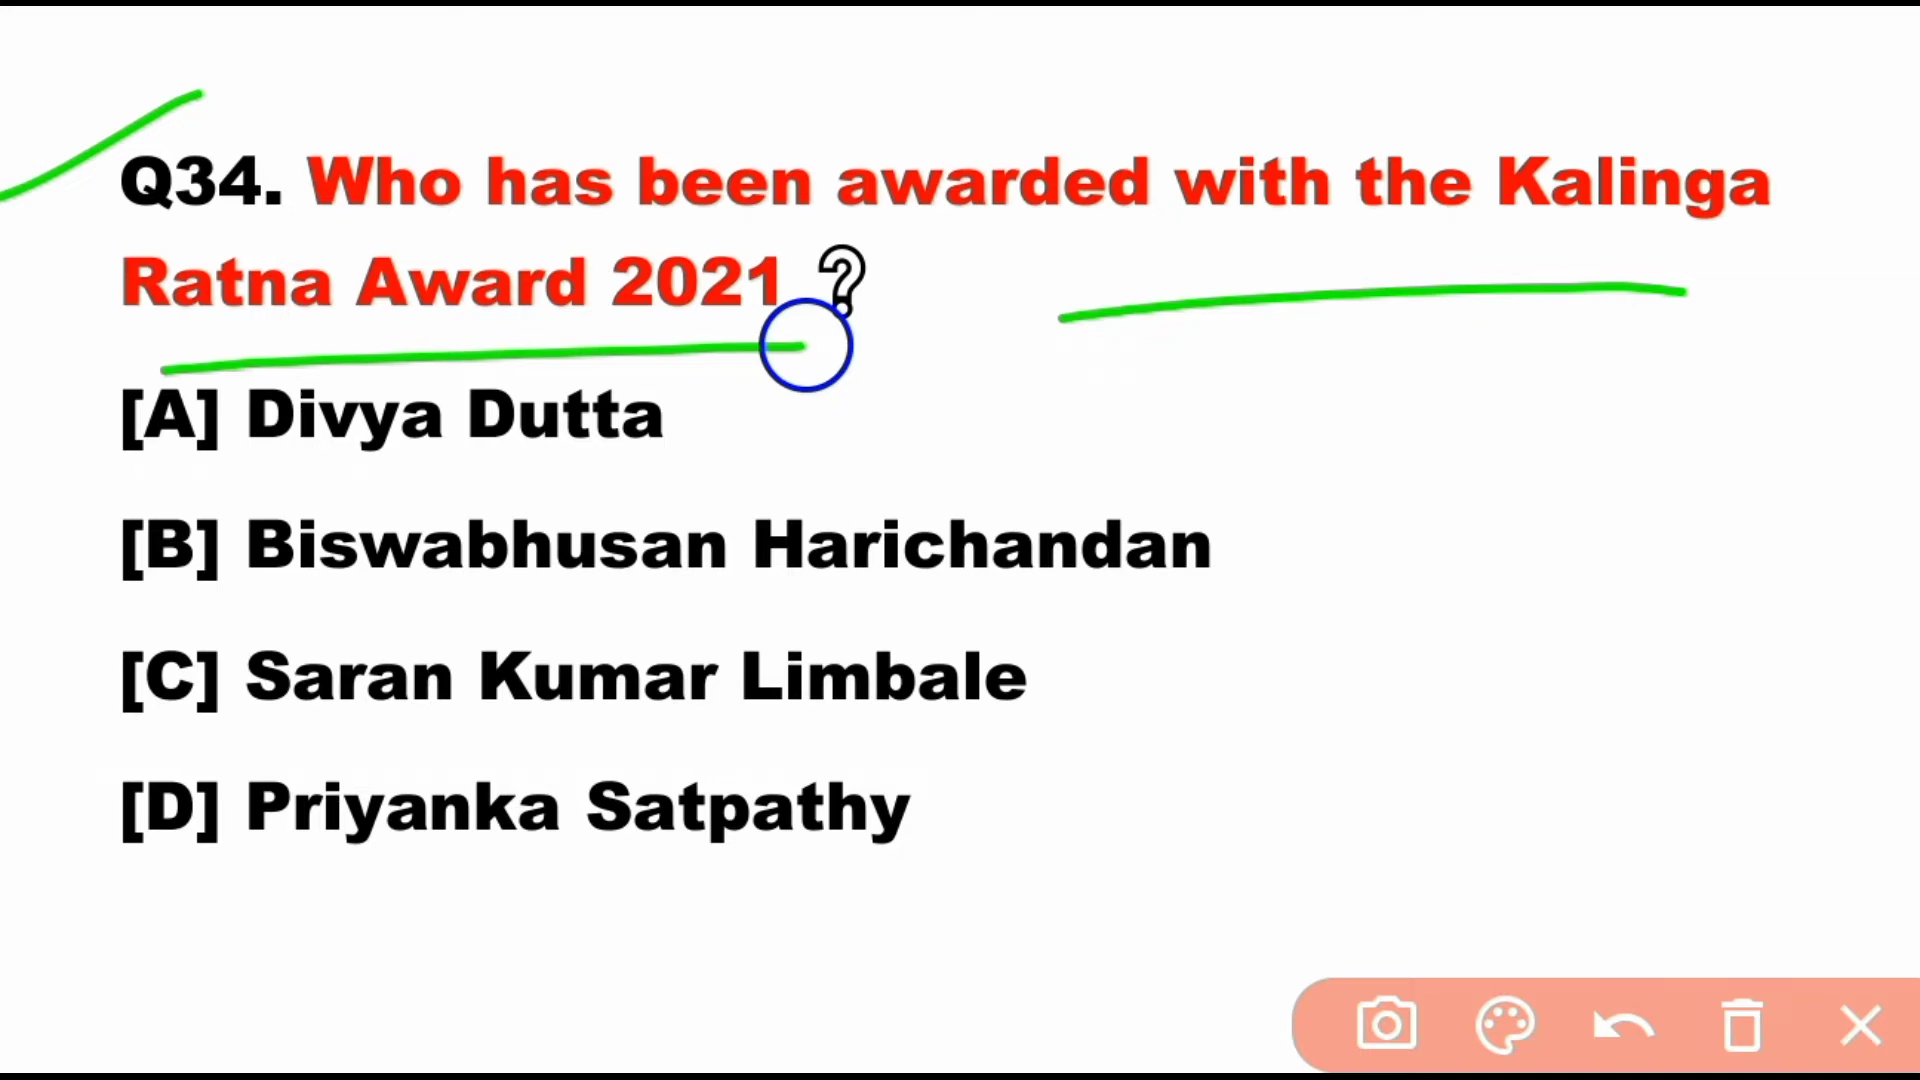 Q34. Who has been awarded with the Kalinga
Ratna Award 2021 ?
[A] Divya Dutta
[B] Biswabhusan Harichandan
[C] Saran Kumar Limbale
[D] Priyanka Satpathy